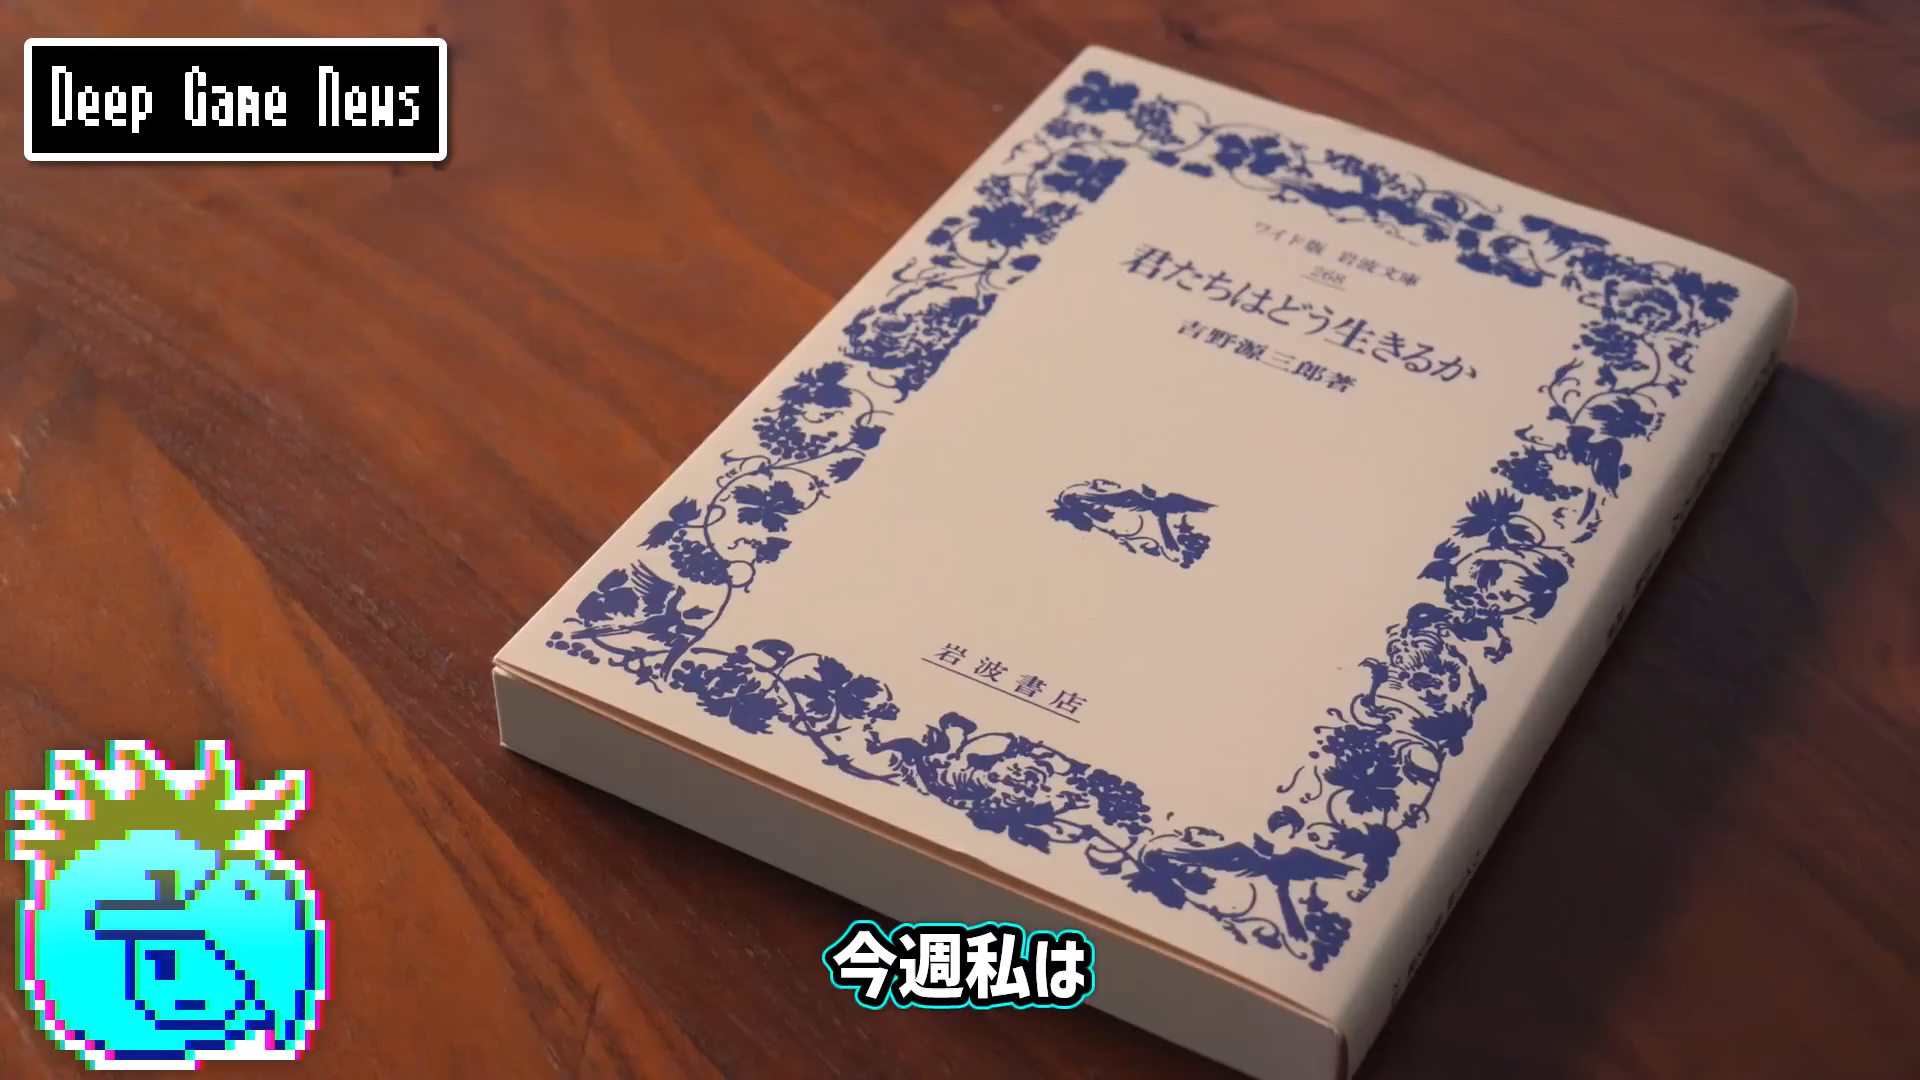 Deep Game News
ワイド版 岩波文庫
268
君たちはどう生きるか
吉野源三郎著
岩波書店
今週私は